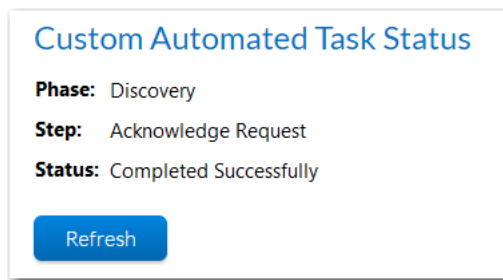 Custom Automated Task Status
Phase: Discovery
Step: Acknowledge Request
Status: Completed Successfully
Refresh